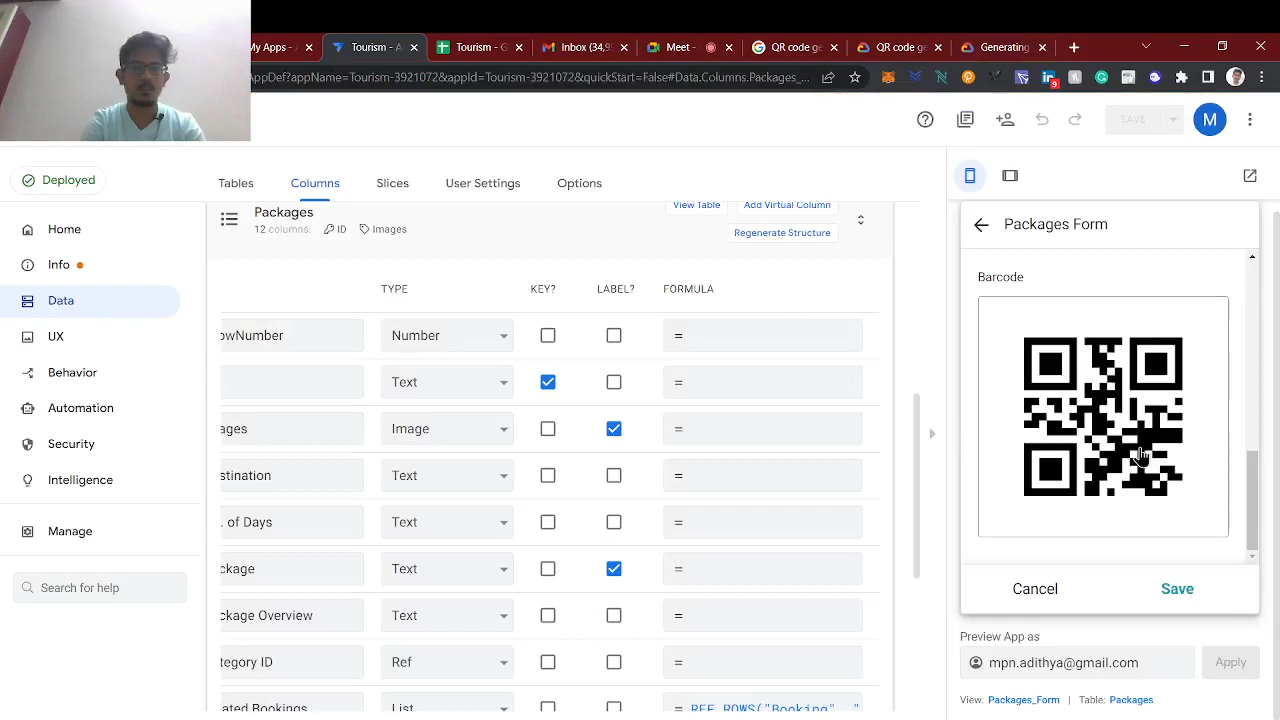 My Apps -
Tourism - A
Tourism - G
Inbox (34,9
Meet -
QR code ge
QR code ge
Generating
AppDef?appName=Tourism-3921072&appId=Tourism-3921072&quickStart=False#Data.Columns.Packages_...
9
SAVE
M
Deployed
Tables
Columns
Slices
User Settings
Options
Home
Info
Data
UX
Behavior
Automation
Security
Intelligence
Manage
Search for help
Packages
12 columns:
ID
Images
View Table
Add Virtual Column
Regenerate Structure
TYPE
KEY?
LABEL?
FORMULA
owNumber
Number
=
Text
=
ages
Image
=
stination
Text
=
. of Days
Text
=
ckage
Text
=
ckage Overview
Text
=
tegory ID
Ref
=
ated Bookings
List
= REF_ROWS("Booking", "
Packages Form
Barcode
Cancel
Save
Preview App as
mpn.adithya@gmail.com
Apply
View: Packages_Form | Table: Packages